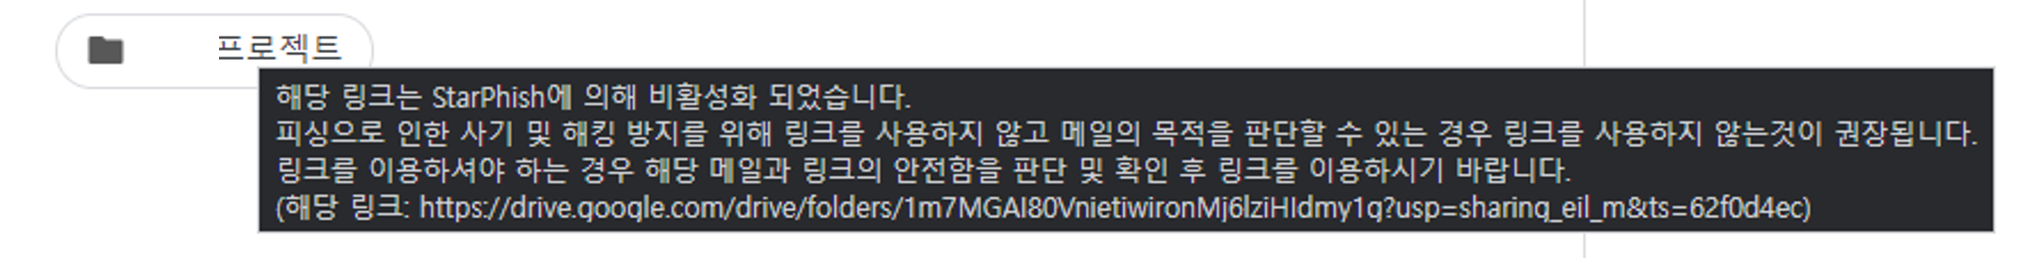 프로젝트
해당 링크는 StarPhish에 의해 비활성화 되었습니다.
피싱으로 인한 사기 및 해킹 방지를 위해 링크를 사용하지 않고 메일의 목적을 판단할 수 있는 경우 링크를 사용하지 않는것이 권장됩니다.
링크를 이용하셔야 하는 경우 해당 메일과 링크의 안전함을 판단 및 확인 후 링크를 이용하시기 바랍니다.
(해당 링크: https://drive.google.com/drive/folders/1m7MGAI80VnietiwironMj6lziHIdmy1q?usp=sharing_eil_m&ts=62f0d4ec)